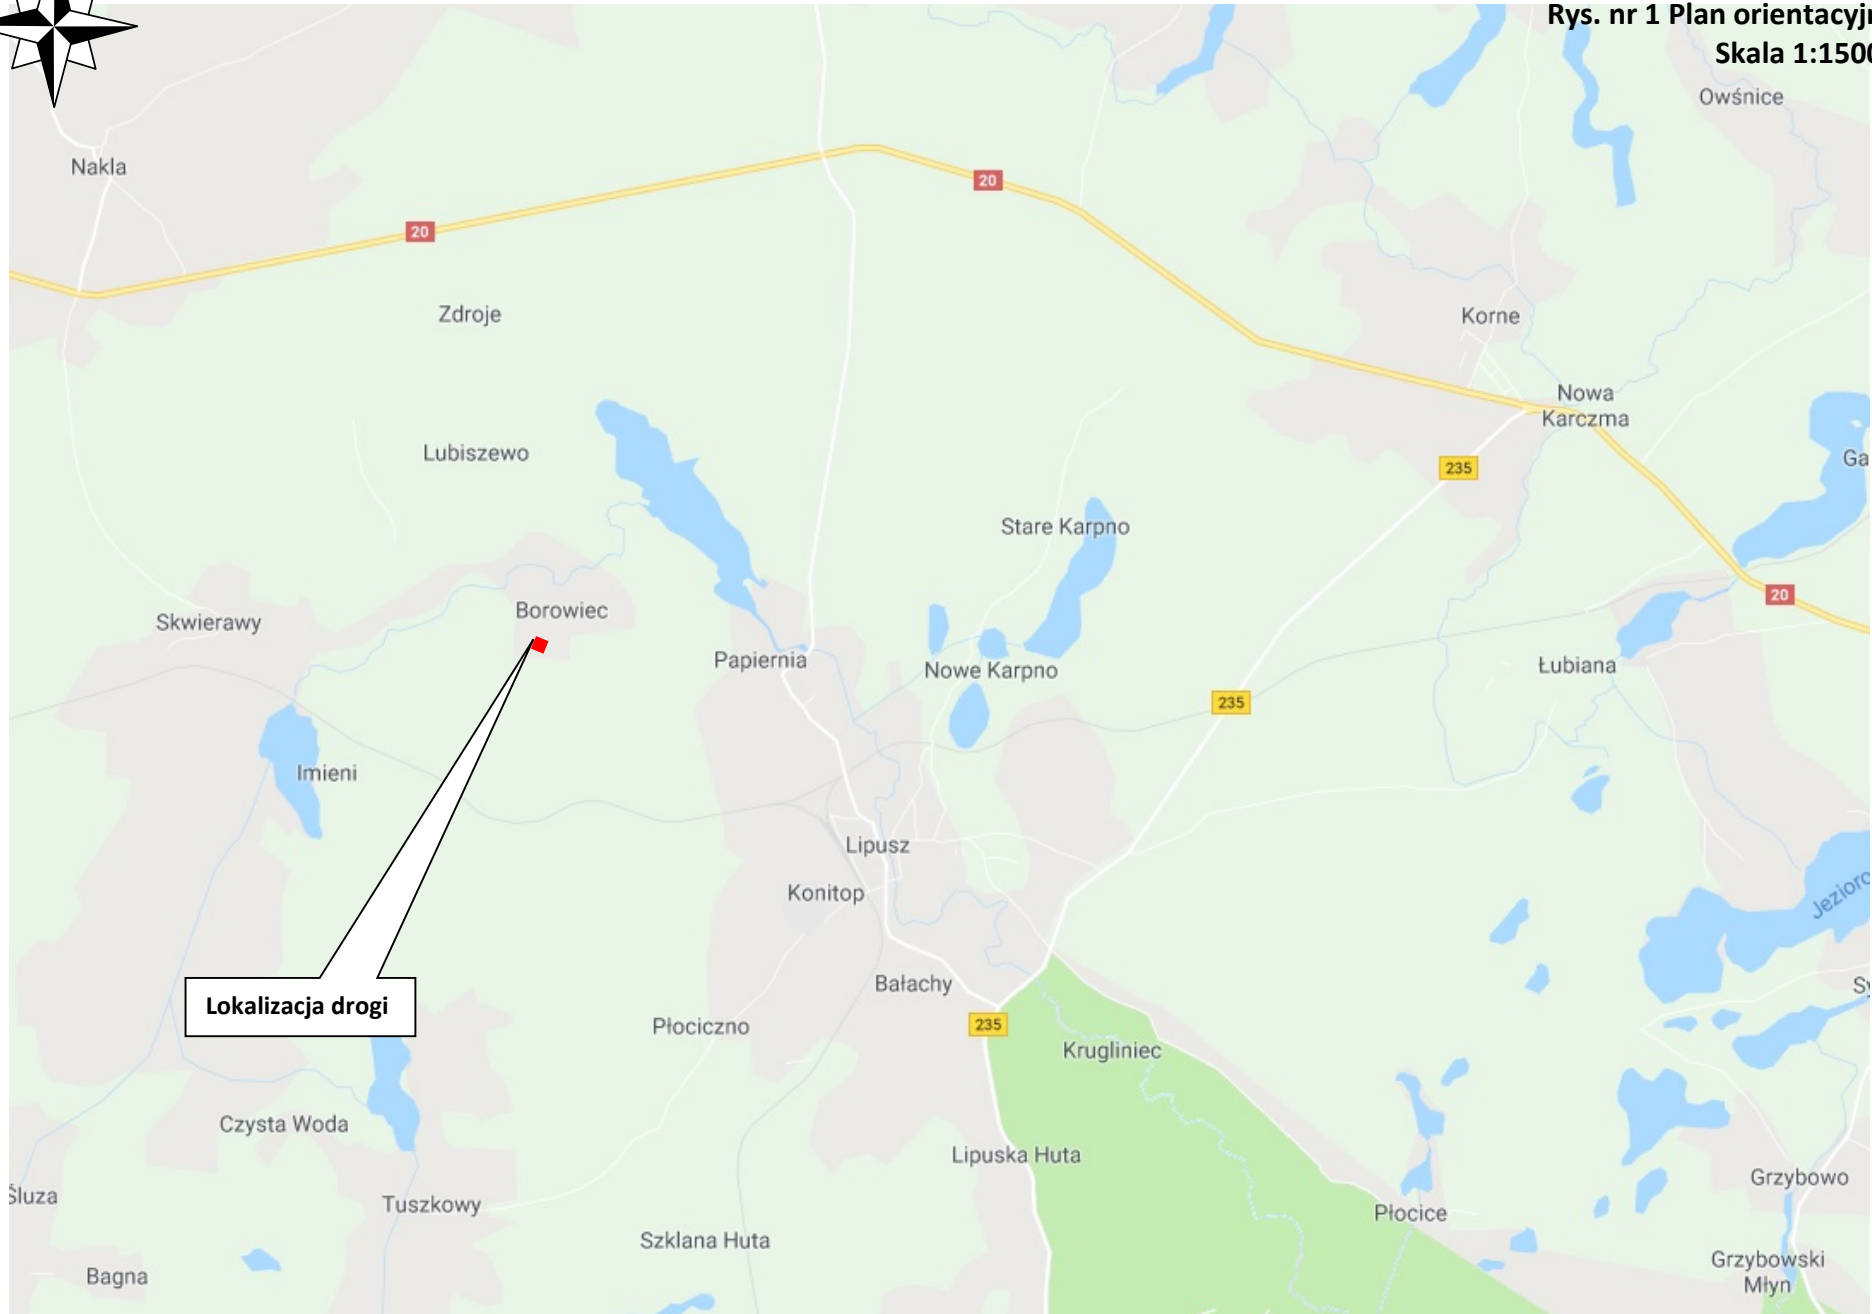 Rys. nr 1 Plan orientacyjn
Skala 1:1500
Owśnice
Nakla
20
20
Zdroje
Korne
Nowa
Karczma
Lubiszewo
235
Ga
Stare Karpno
20
Borowiec
Skwierawy
Papiernia
Nowe Karpno
Łubiana
235
Imieni
Lipusz
Konitop
Jezioro
Bałachy
Sy
Lokalizacja drogi
Płociczno
235
Krugliniec
Czysta Woda
Lipuska Huta
Grzybowo
Śluza
Tuszkowy
Płocice
Szklana Huta
Grzybowski
Młyn
Bagna